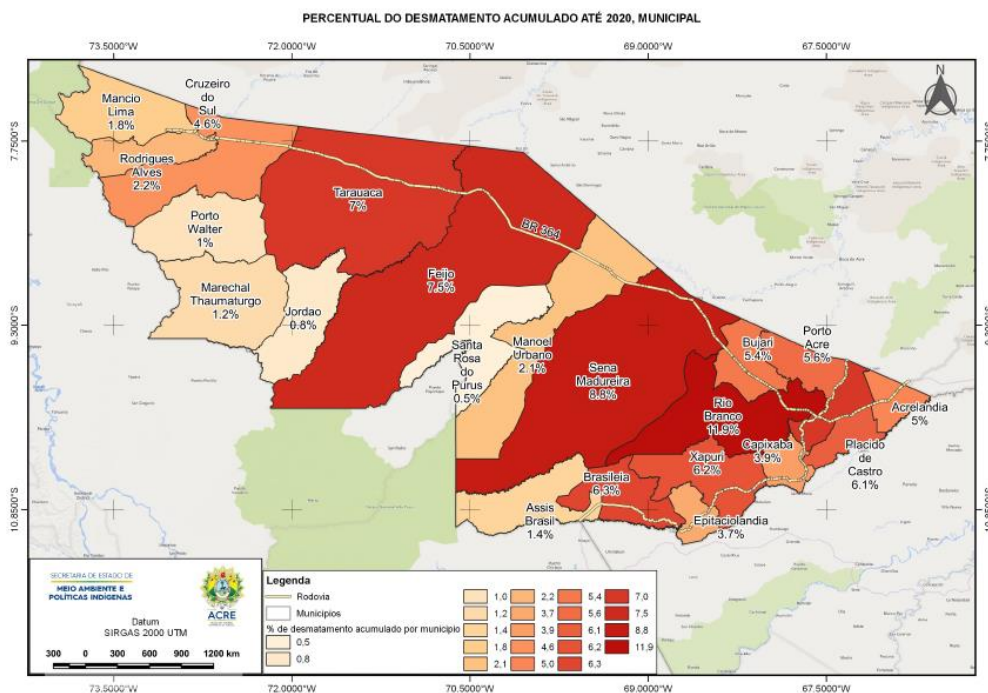 PERCENTUAL DO DESMATAMENTO ACUMULADO ATÉ 2020, MUNICIPAL
73.5000°W
72.0000°W
70.5000°W
69.0000°W
67.5000°W
N
7.7500°S
7.7500°S
Mancio
Lima
1.8%
Cruzeiro
do
Sul
4.6%
Rodrigues
Alves
2.2%
Tarauaca
7%
Porto
Walter
1%
BR 364
Marechal
Thaumaturgo
1.2%
Jordao
0.8%
Feijo
7.5%
9.3000°S
Santa
Rosa
do
Purus
0.5%
Manoel
Urbano
2.1%
Sena
Madureira
8.8%
Bujari
5.4%
Porto
Acre
5.6%
Rio
Branco
11.9%
Acrelandia
5%
Capixaba
3.9%
Placido
de
Castro
6.1%
Xapuri
6.2%
Brasileia
6.3%
Assis
Brasil
1.4%
Epitaciolandia
3.7%
10.8500°S
SECRETARIA DE ESTADO DE
MEIO AMBIENTE E
POLÍTICAS INDÍGENAS
ACRE
Datum
SIRGAS 2000 UTM
300 0 300 600 900 1200 km
Legenda
Rodovia
Municipios
% de desmatamento acumulado por municipio
0,5
0,8
1,0
1,2
1,4
1,8
2,1
2,2
3,7
3,9
4,6
5,0
5,4
5,6
6,1
6,2
6,3
7,0
7,5
8,8
11,9
73.5000°W
72.0000°W
70.5000°W
69.0000°W
67.5000°W